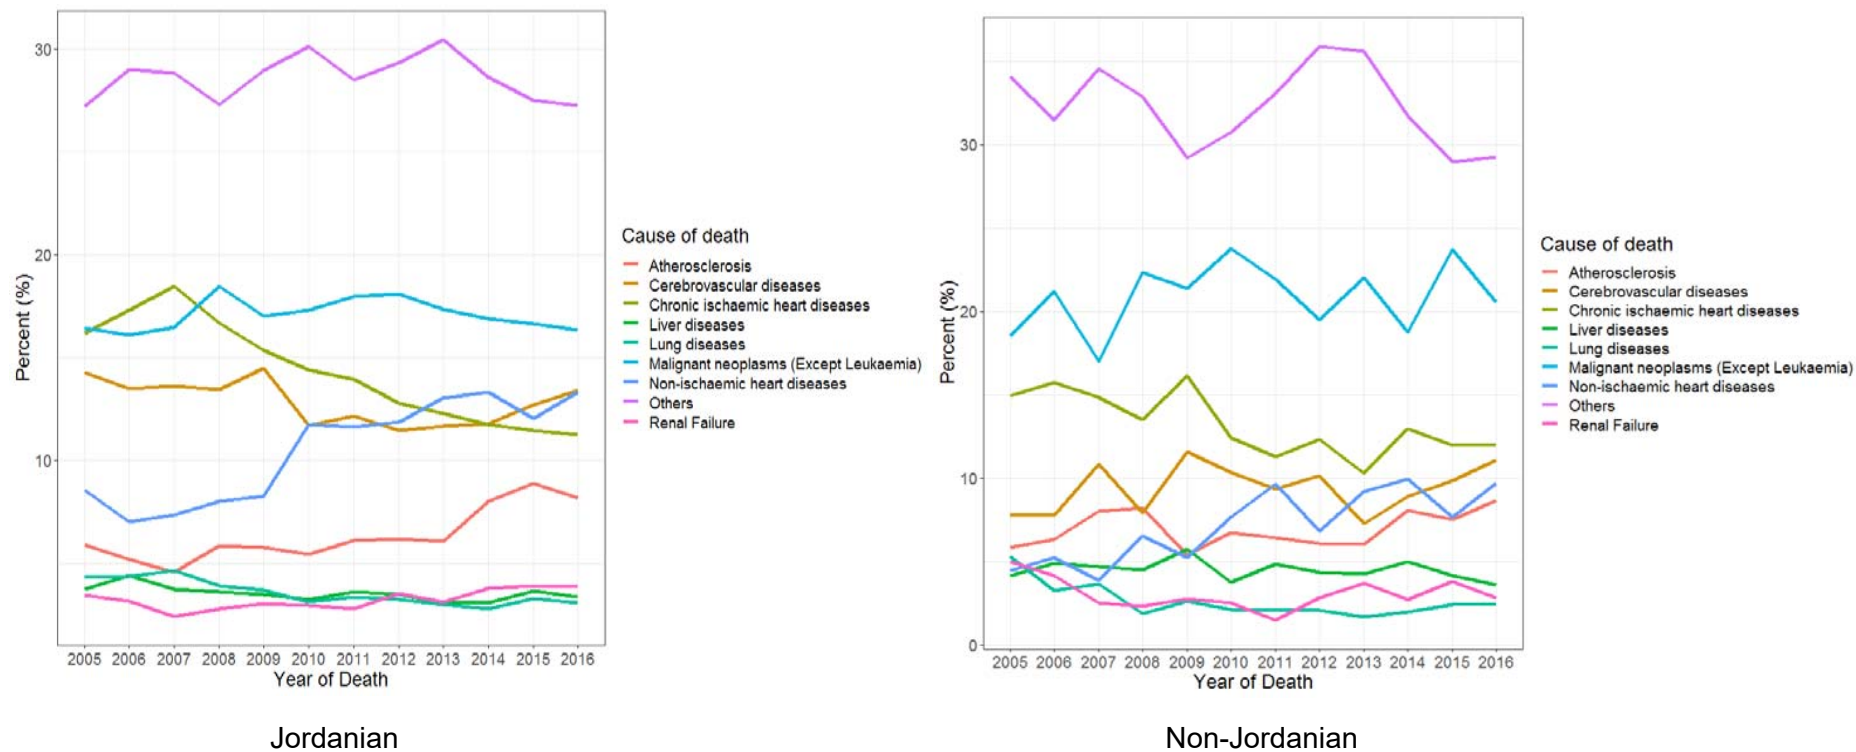 30
20
10
Percent (%)
2005 2006 2007 2008 2009 2010 2011 2012 2013 2014 2015 2016
Year of Death
Cause of death
Atherosclerosis
Cerebrovascular diseases
Chronic ischaemic heart diseases
Liver diseases
Lung diseases
Malignant neoplasms (Except Leukaemia)
Non-ischaemic heart diseases
Others
Renal Failure
Jordanian
30
20
10
0
Percent (%)
2005 2006 2007 2008 2009 2010 2011 2012 2013 2014 2015 2016
Year of Death
Cause of death
Atherosclerosis
Cerebrovascular diseases
Chronic ischaemic heart diseases
Liver diseases
Lung diseases
Malignant neoplasms (Except Leukaemia)
Non-ischaemic heart diseases
Others
Renal Failure
Non-Jordanian